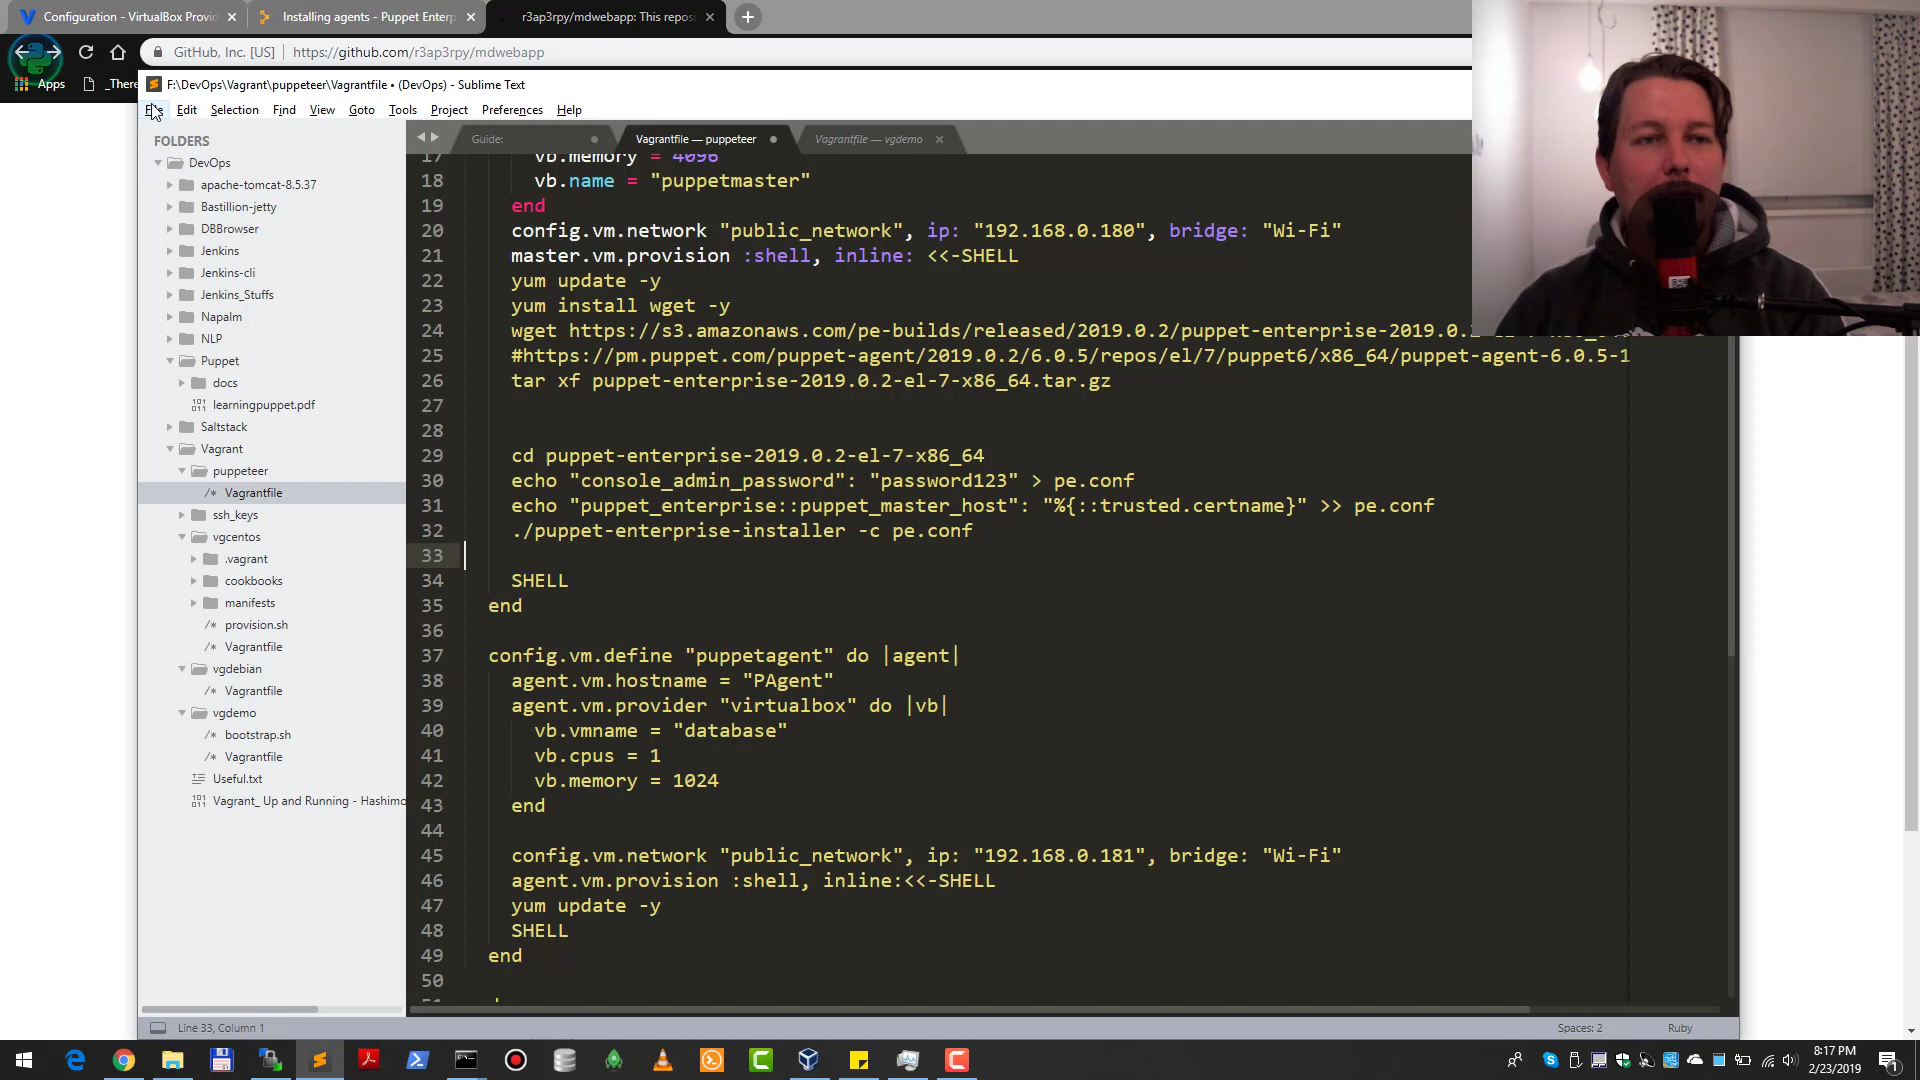 Configuration - VirtualBox Provi
Installing agents - Puppet Enterp
r3ap3rpy/mdwebapp: This repos
GitHub, Inc. [US]
https://github.com/r3ap3rpy/mdwebapp
Apps
_There
F:\DevOps\Vagrant\puppeteer\Vagrantfile • (DevOps) - Sublime Text
File Edit Selection Find View Goto Tools Project Preferences Help
FOLDERS
DevOps
apache-tomcat-8.5.37
Bastillion-jetty
DBBrowser
Jenkins
Jenkins-cli
Jenkins_Stuffs
Napalm
NLP
Puppet
docs
learningpuppet.pdf
Saltstack
Vagrant
puppeteer
Vagrantfile
ssh_keys
vgcentos
.vagrant
cookbooks
manifests
provision.sh
Vagrantfile
vgdebian
Vagrantfile
vgdemo
bootstrap.sh
Vagrantfile
Useful.txt
Vagrant_ Up and Running - Hashimo
Guide:
Vagrantfile — puppeteer
Vagrantfile — vgdemo
17 vb.memory = 4096
18 vb.name = "puppetmaster"
19 end
20 config.vm.network "public_network", ip: "192.168.0.180", bridge: "Wi-Fi"
21 master.vm.provision :shell, inline: <<-SHELL
22 yum update -y
23 yum install wget -y
24 wget https://s3.amazonaws.com/pe-builds/released/2019.0.2/puppet-enterprise-2019.0.
25 #https://pm.puppet.com/puppet-agent/2019.0.2/6.0.5/repos/el/7/puppet6/x86_64/puppet-agent-6.0.5-1
26 tar xf puppet-enterprise-2019.0.2-el-7-x86_64.tar.gz
27
28
29 cd puppet-enterprise-2019.0.2-el-7-x86_64
30 echo "console_admin_password": "password123" > pe.conf
31 echo "puppet_enterprise::puppet_master_host": "%{::trusted.certname}" >> pe.conf
32 ./puppet-enterprise-installer -c pe.conf
33
34 SHELL
35 end
36
37 config.vm.define "puppetagent" do |agent|
38 agent.vm.hostname = "PAgent"
39 agent.vm.provider "virtualbox" do |vb|
40 vb.vmname = "database"
41 vb.cpus = 1
42 vb.memory = 1024
43 end
44
45 config.vm.network "public_network", ip: "192.168.0.181", bridge: "Wi-Fi"
46 agent.vm.provision :shell, inline:<<-SHELL
47 yum update -y
48 SHELL
49 end
50
Line 33, Column 1
Spaces: 2
Ruby
8:17 PM
2/23/2019